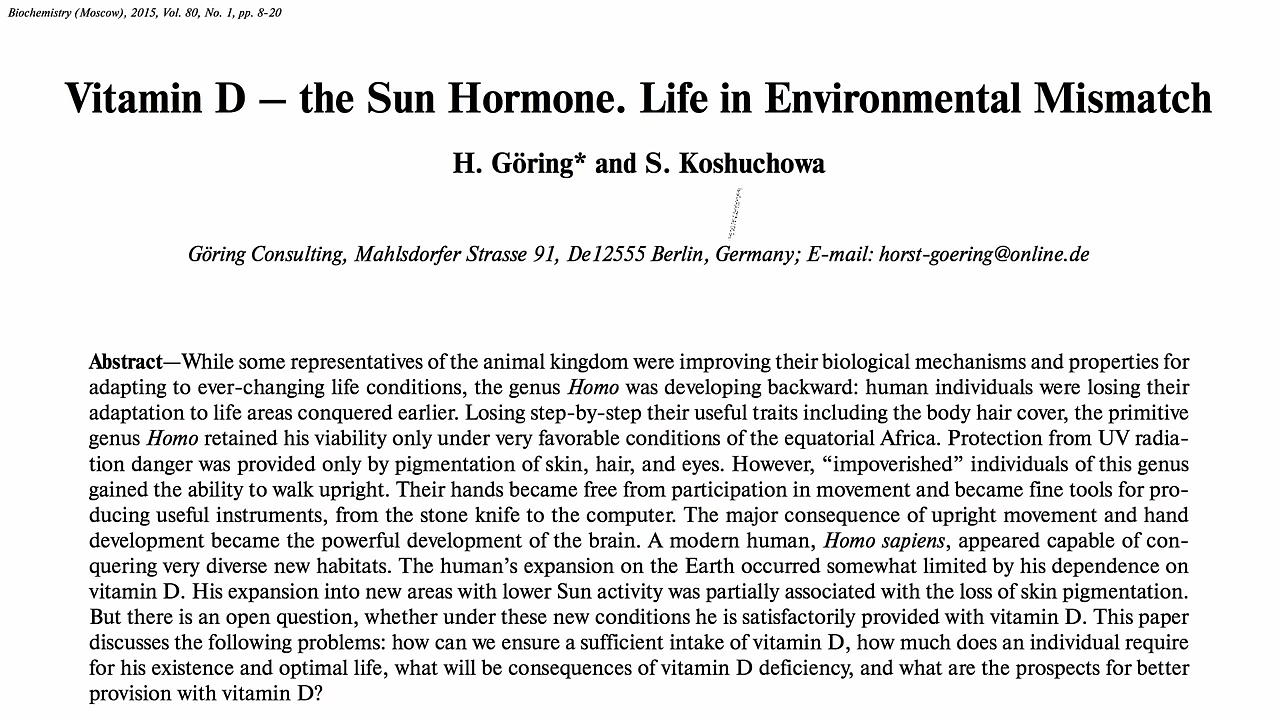 Biochemistry (Moscow), 2015, Vol. 80, No. 1, pp. 8-20
Vitamin D – the Sun Hormone. Life in Environmental Mismatch
H. Göring* and S. Koshuchowa
Göring Consulting, Mahlsdorfer Strasse 91, De12555 Berlin, Germany; E-mail: horst-goering@online.de
Abstract—While some representatives of the animal kingdom were improving their biological mechanisms and properties for
adapting to ever-changing life conditions, the genus Homo was developing backward: human individuals were losing their
adaptation to life areas conquered earlier. Losing step-by-step their useful traits including the body hair cover, the primitive
genus Homo retained his viability only under very favorable conditions of the equatorial Africa. Protection from UV radia-
tion danger was provided only by pigmentation of skin, hair, and eyes. However, “impoverished” individuals of this genus
gained the ability to walk upright. Their hands became free from participation in movement and became fine tools for pro-
ducing useful instruments, from the stone knife to the computer. The major consequence of upright movement and hand
development became the powerful development of the brain. A modern human, Homo sapiens, appeared capable of con-
quering very diverse new habitats. The human’s expansion on the Earth occurred somewhat limited by his dependence on
vitamin D. His expansion into new areas with lower Sun activity was partially associated with the loss of skin pigmentation.
But there is an open question, whether under these new conditions he is satisfactorily provided with vitamin D. This paper
discusses the following problems: how can we ensure a sufficient intake of vitamin D, how much does an individual require
for his existence and optimal life, what will be consequences of vitamin D deficiency, and what are the prospects for better
provision with vitamin D?